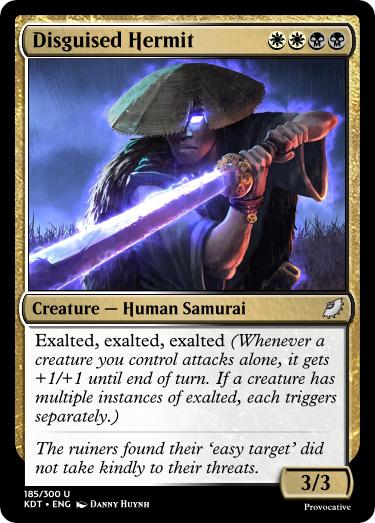 Disguised Hermit
Creature — Human Samurai
Exalted, exalted, exalted (Whenever a
creature you control attacks alone, it gets
+1/+1 until end of turn. If a creature has
multiple instances of exalted, each triggers
separately.)
The ruiners found their ‘easy target’ did
not take kindly to their threats.
3/3
185/300 U
KDT • ENG Danny Huynh
Provocative